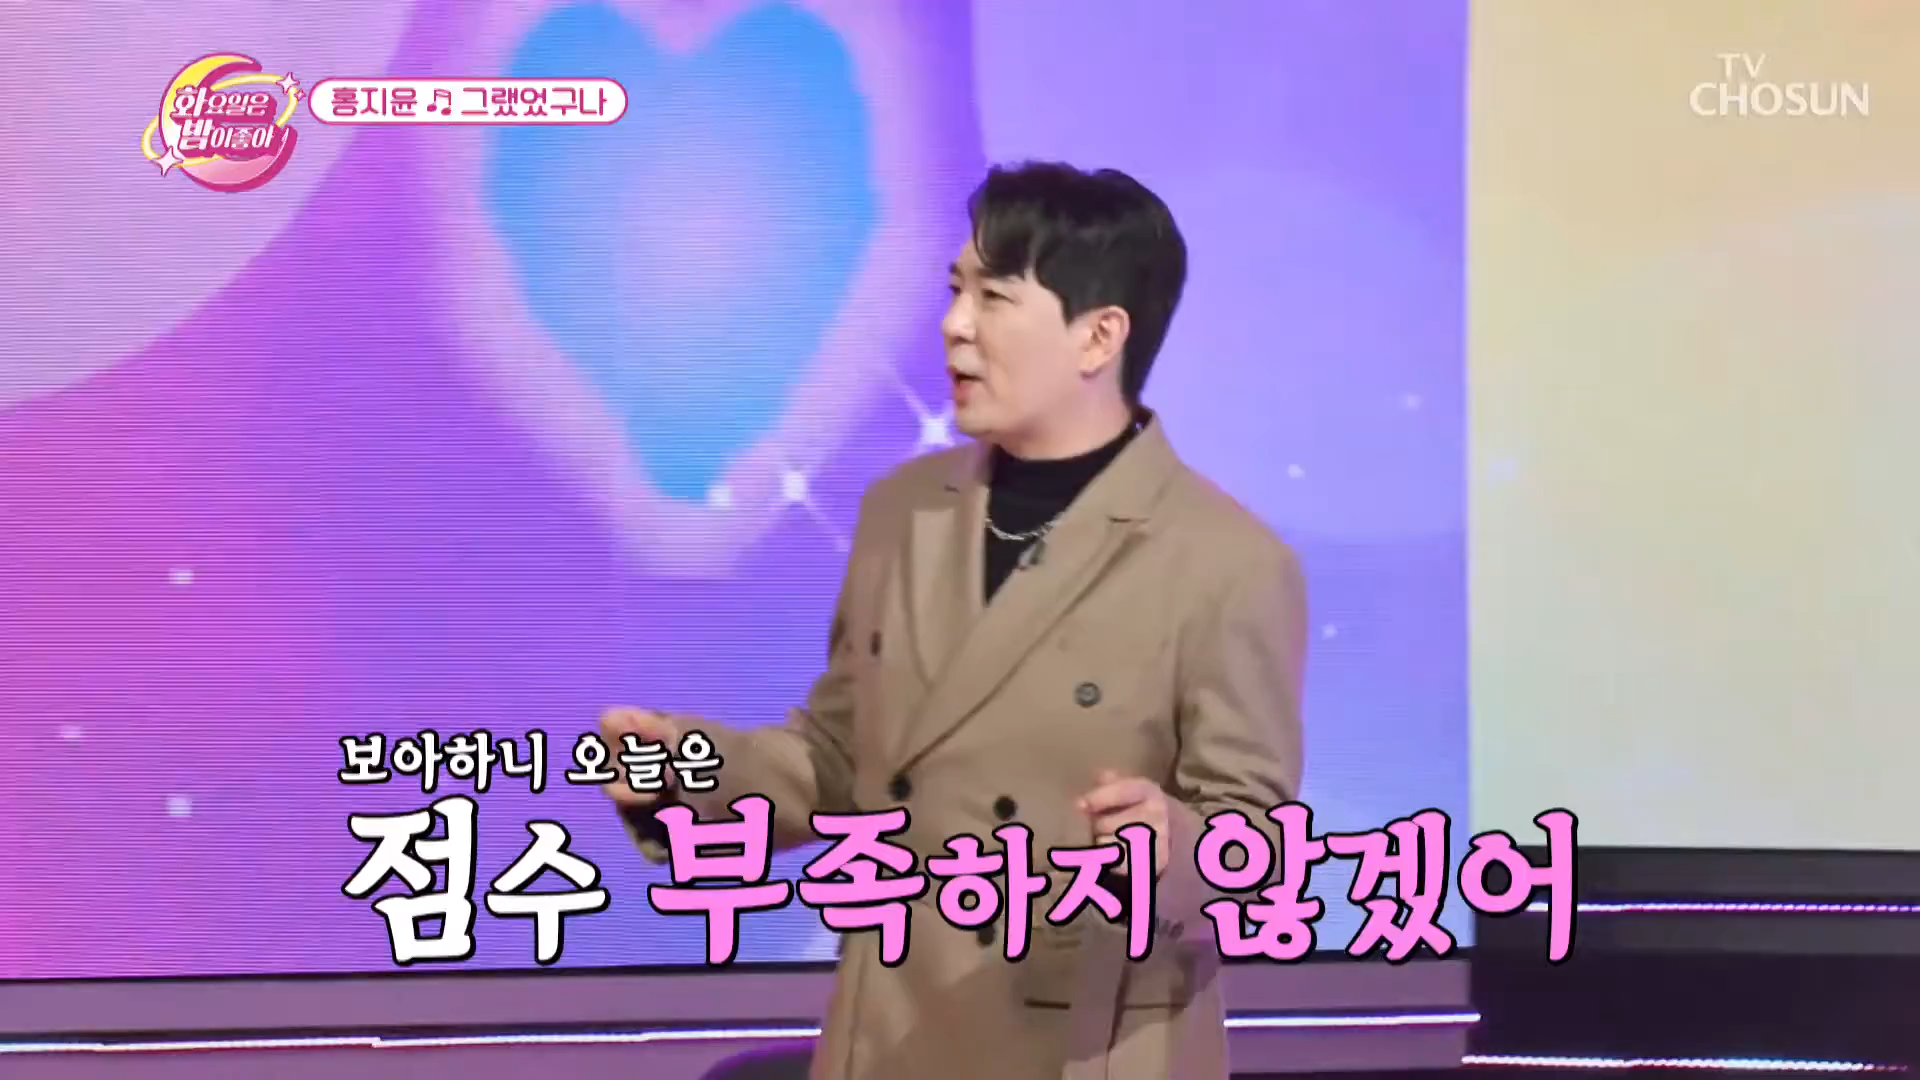 화요일은
밤이좋아
홍지윤 ♬ 그랬었구나
TV
CHOSUN
보아하니 오늘은
점수 부족하지 않겠어